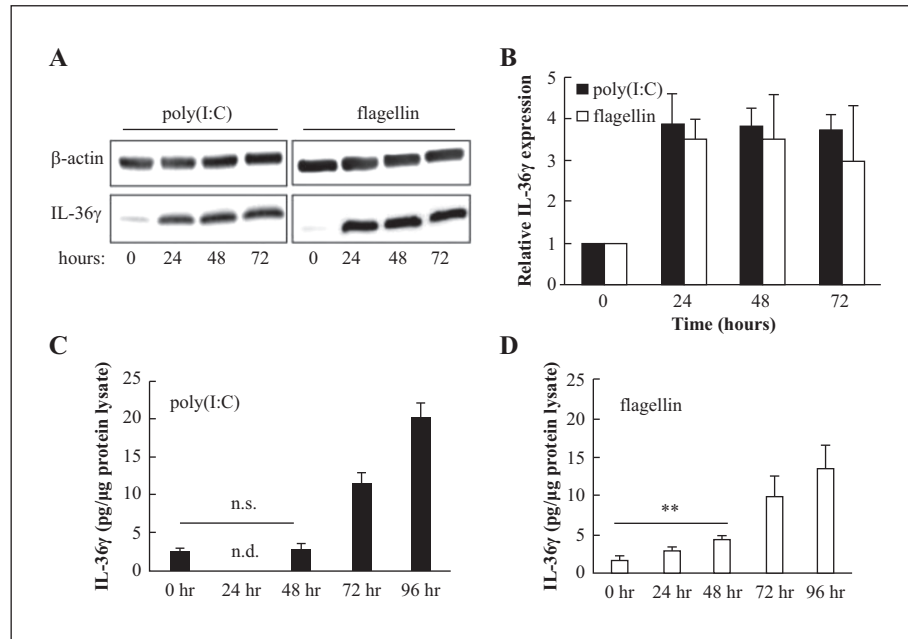 A
poly(I:C) flagellin
β-actin
IL-36γ
hours: 0 24 48 72 0 24 48 72
B
Relative IL-36γ expression
5
4
3
2
1
0
poly(I:C)
flagellin
0 24 48 72
Time (hours)
C
IL-36γ (pg/μg protein lysate)
25
20
15
10
5
0
poly(I:C)
n.s.
n.d.
0 hr 24 hr 48 hr 72 hr 96 hr
D
IL-36γ (pg/μg protein lysate)
25
20
15
10
5
0
flagellin
**
0 hr 24 hr 48 hr 72 hr 96 hr